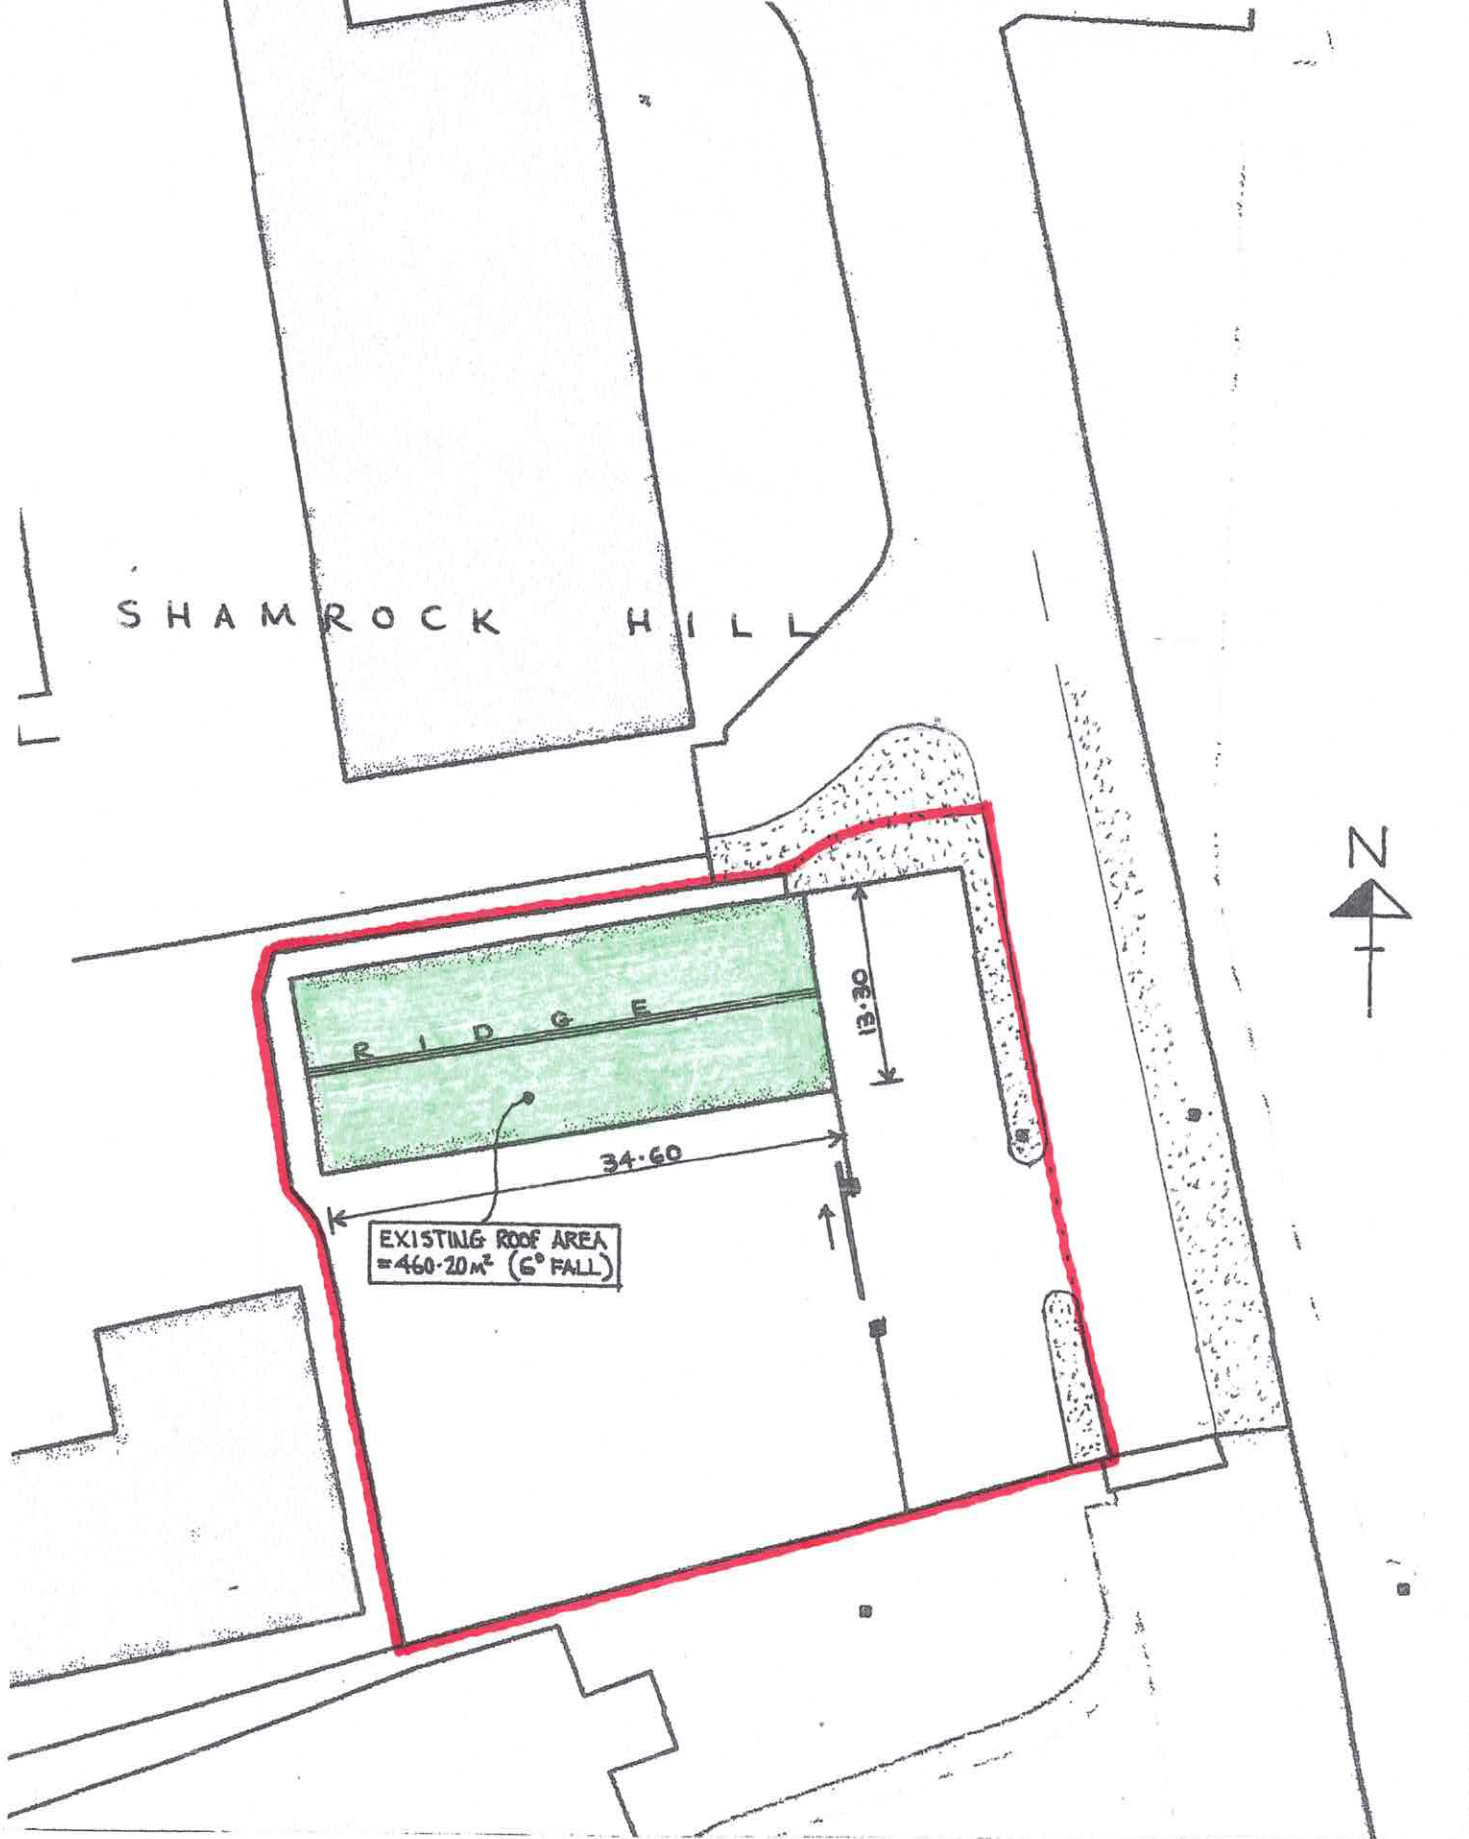 SHAMROCK HILL
N
RIDGE
13·30
34·60
EXISTING ROOF AREA
=460·20m² (6° FALL)